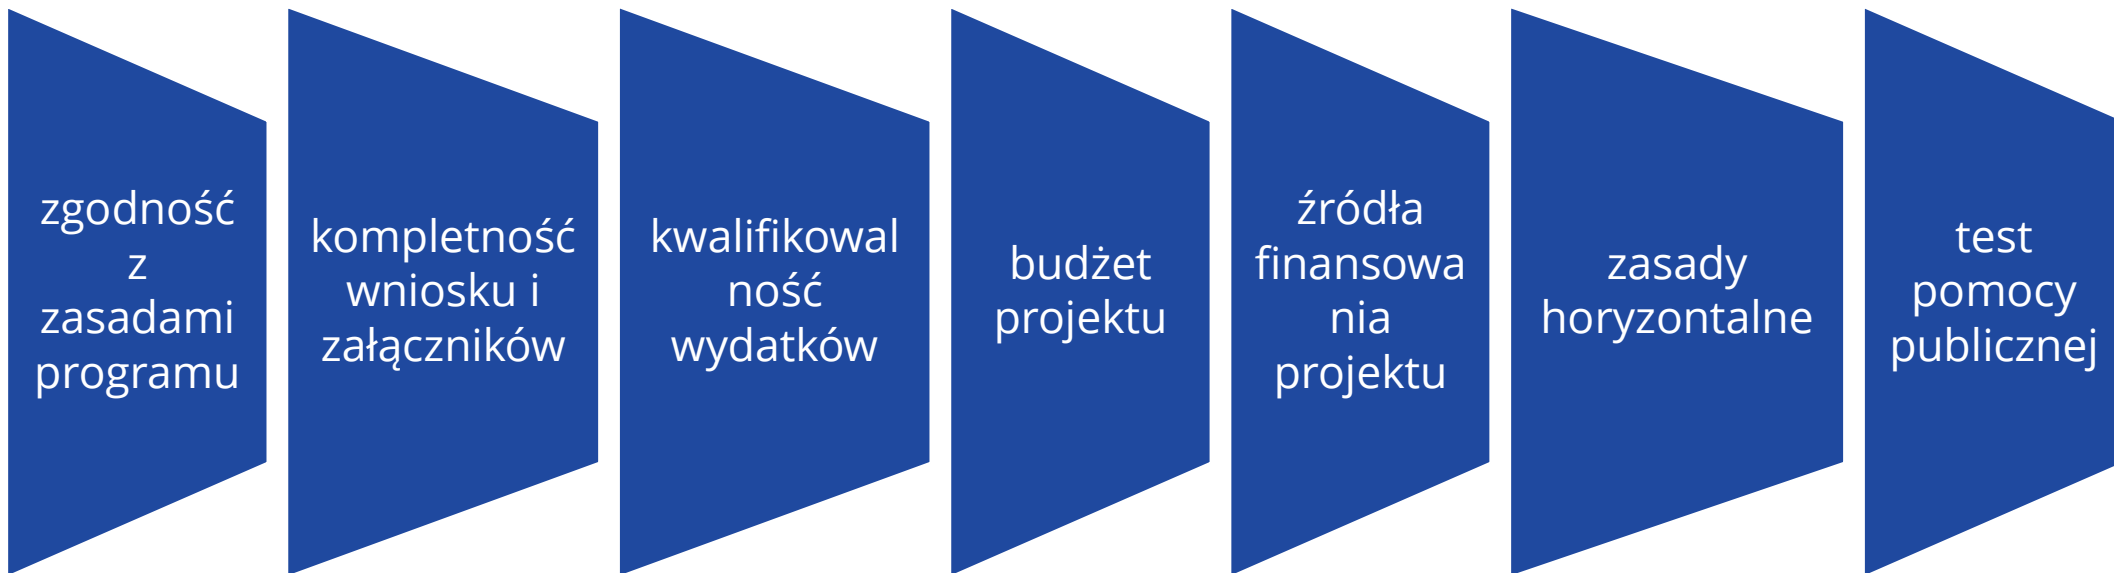 zgodność
z
zasadami
programu
kompletność
wniosku i
załączników
kwalifikowal
ność
wydatków
budżet
projektu
źródła
finansowa
nia
projektu
zasady
horyzontalne
test
pomocy
publicznej